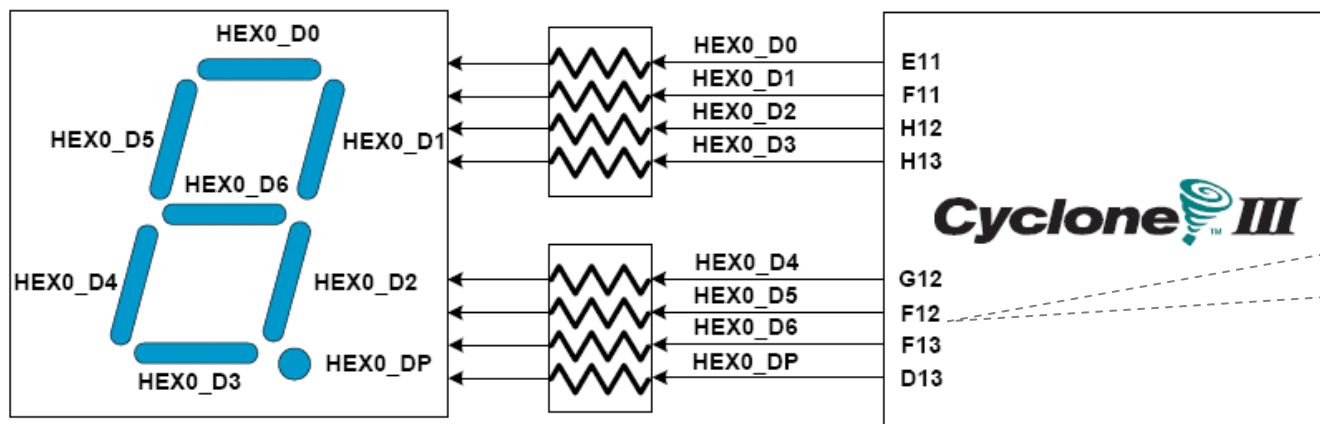 HEX0_D0
HEX0_D5
HEX0_D1
HEX0_D6
HEX0_D4
HEX0_D2
HEX0_D3
HEX0_DP
HEX0_D0
HEX0_D1
HEX0_D2
HEX0_D3
HEX0_D4
HEX0_D5
HEX0_D6
HEX0_DP
E11
F11
H12
H13
Cyclone™ III
G12
F12
F13
D13